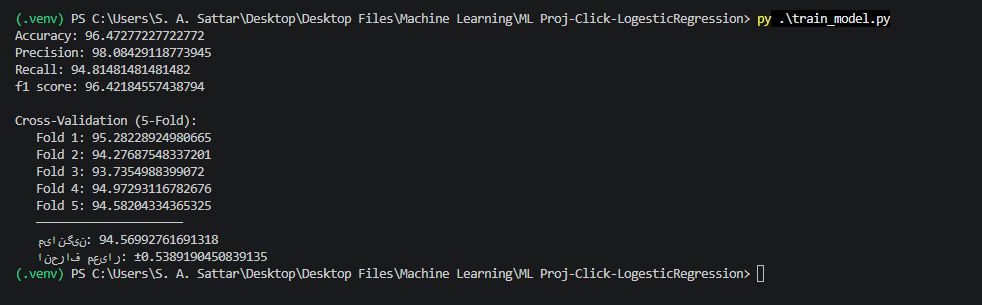 (.venv) PS C:\Users\S. A. Sattar\Desktop\Desktop Files\Machine Learning\ML Proj-Click-LogesticRegression> py .\train_model.py
Accuracy: 96.47277227722772
Precision: 98.08429118773945
Recall: 94.81481481481482
f1 score: 96.42184557438794

Cross-Validation (5-Fold):
Fold 1: 95.28228924980665
Fold 2: 94.27687548337201
Fold 3: 93.7354988399072
Fold 4: 94.97293116782676
Fold 5: 94.58204334365325
────────────────────
میانگین: 94.56992761691318
انحراف معیار: ±0.5389190450839135
(.venv) PS C:\Users\S. A. Sattar\Desktop\Desktop Files\Machine Learning\ML Proj-Click-LogesticRegression>